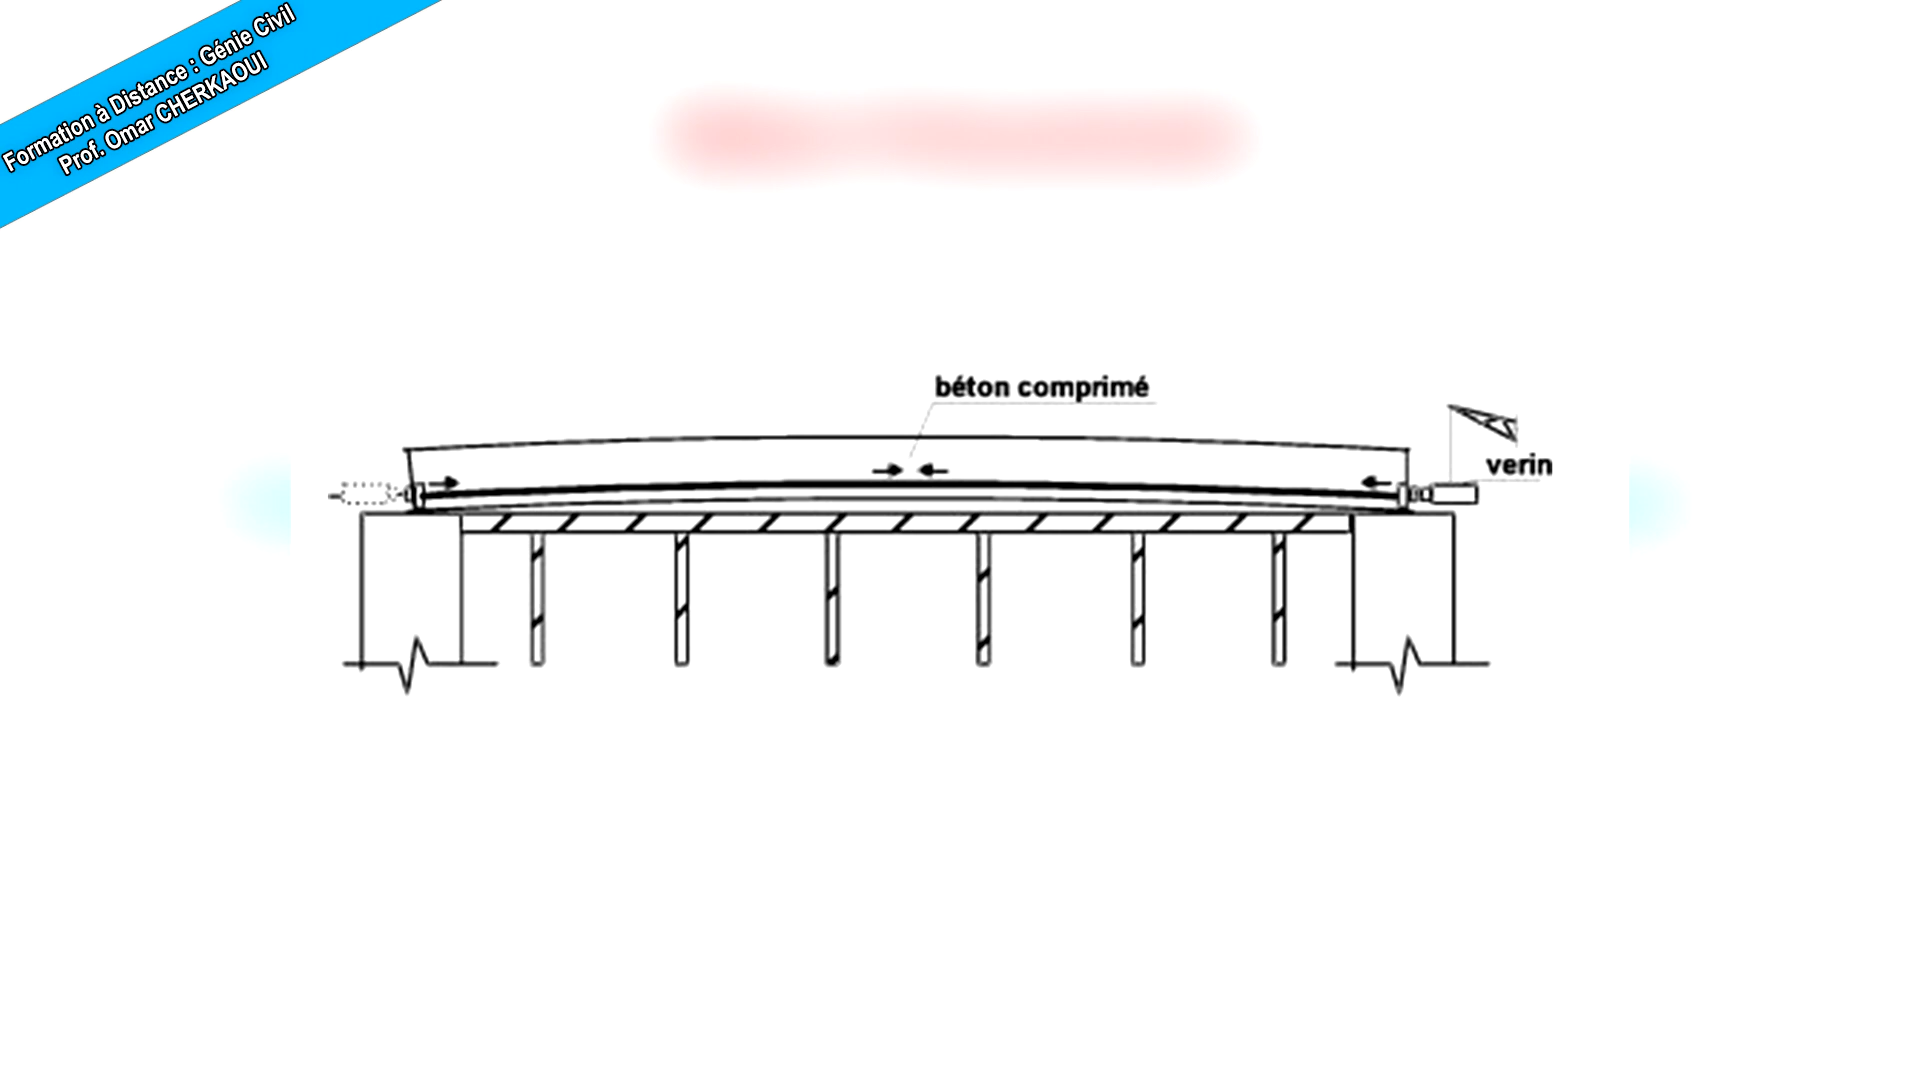 Formation à Distance : Génie Civil
Prof. Omar CHERKAOUI
béton comprimé
verin